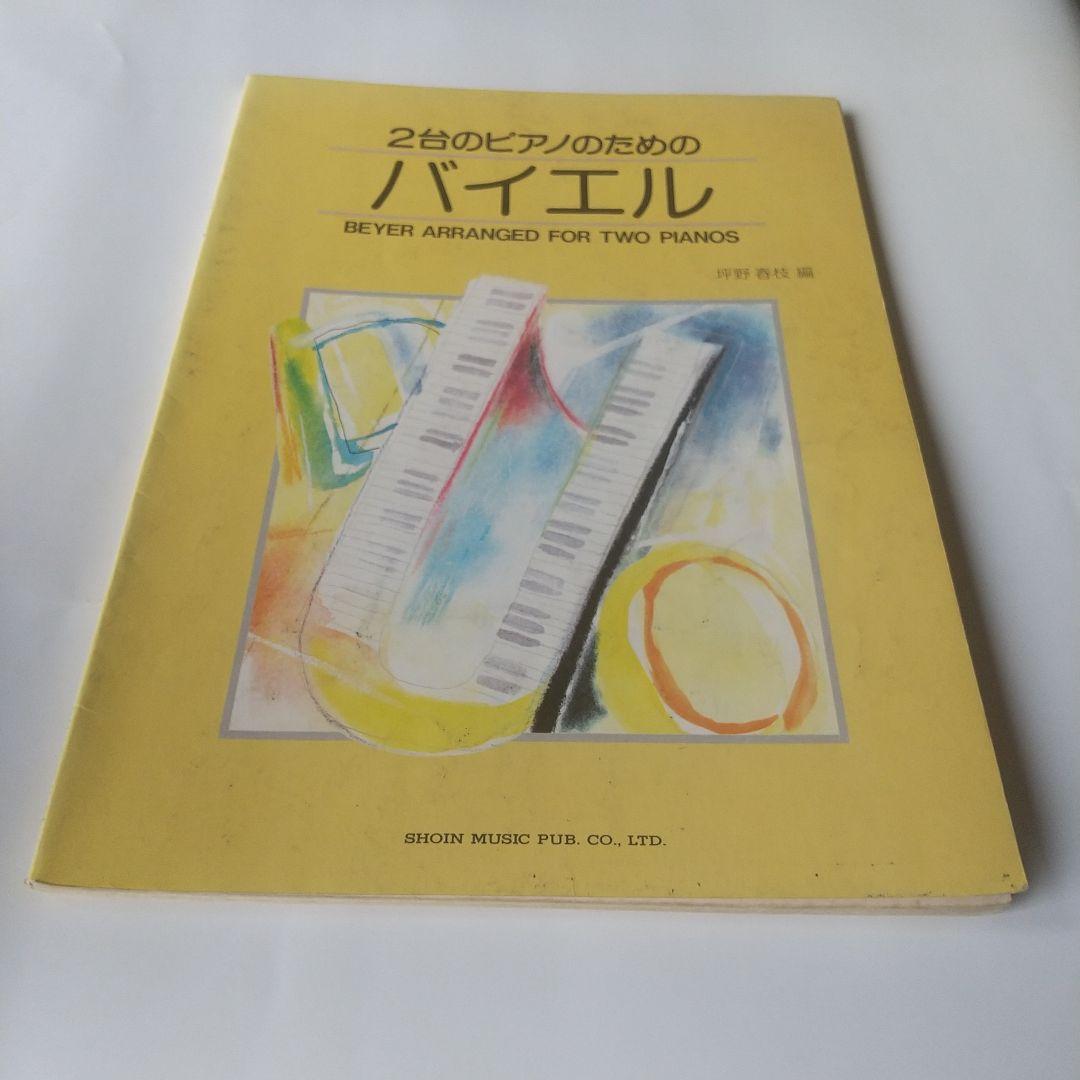 2台のピアノのための
バイエル
BEYER ARRANGED FOR TWO PIANOS
坪野 春枝 編
SHOIN MUSIC PUB. CO., LTD.